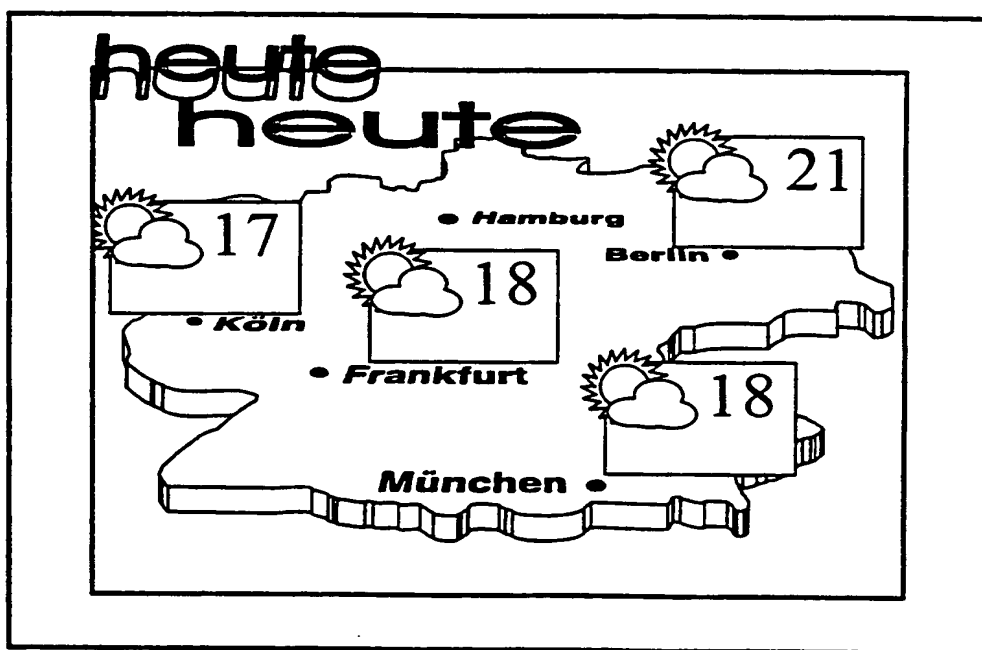 heute
heute
21
17
Hamburg
Berlin
18
Köln
Frankfurt
18
München